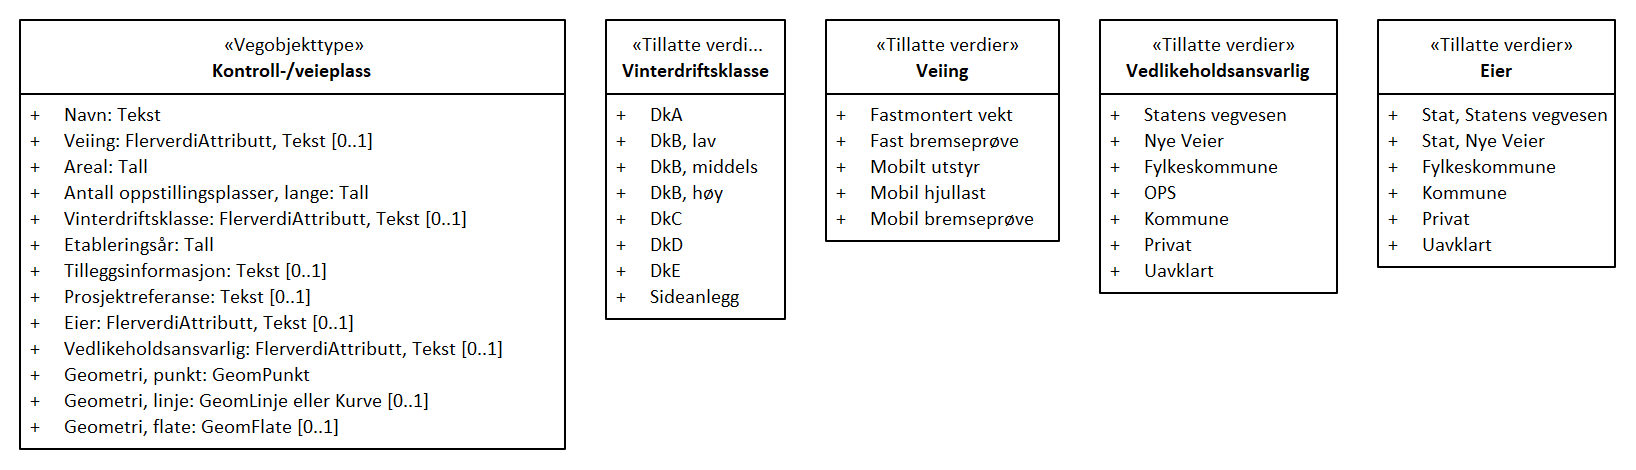 «Vegobjekttype»
Kontroll-/veieplass
+ Navn: Tekst
+ Veiing: FlerverdiAttributt, Tekst [0..1]
+ Areal: Tall
+ Antall oppstillingsplasser, lange: Tall
+ Vinterdriftsklasse: FlerverdiAttributt, Tekst [0..1]
+ Etableringsår: Tall
+ Tilleggsinformasjon: Tekst [0..1]
+ Prosjektreferanse: Tekst [0..1]
+ Eier: FlerverdiAttributt, Tekst [0..1]
+ Vedlikeholdsansvarlig: FlerverdiAttributt, Tekst [0..1]
+ Geometri, punkt: GeomPunkt
+ Geometri, linje: GeomLinje eller Kurve [0..1]
+ Geometri, flate: GeomFlate [0..1]
«Tillatte verdi...
Vinterdriftsklasse
+ DkA
+ DkB, lav
+ DkB, middels
+ DkB, høy
+ DkC
+ DkD
+ DkE
+ Sideanlegg
«Tillatte verdier»
Veiing
+ Fastmontert vekt
+ Fast bremseprøve
+ Mobilt utstyr
+ Mobil hjullast
+ Mobil bremseprøve
«Tillatte verdier»
Vedlikeholdsansvarlig
+ Statens vegvesen
+ Nye Veier
+ Fylkeskommune
+ OPS
+ Kommune
+ Privat
+ Uavklart
«Tillatte verdier»
Eier
+ Stat, Statens vegvesen
+ Stat, Nye Veier
+ Fylkeskommune
+ Kommune
+ Privat
+ Uavklart